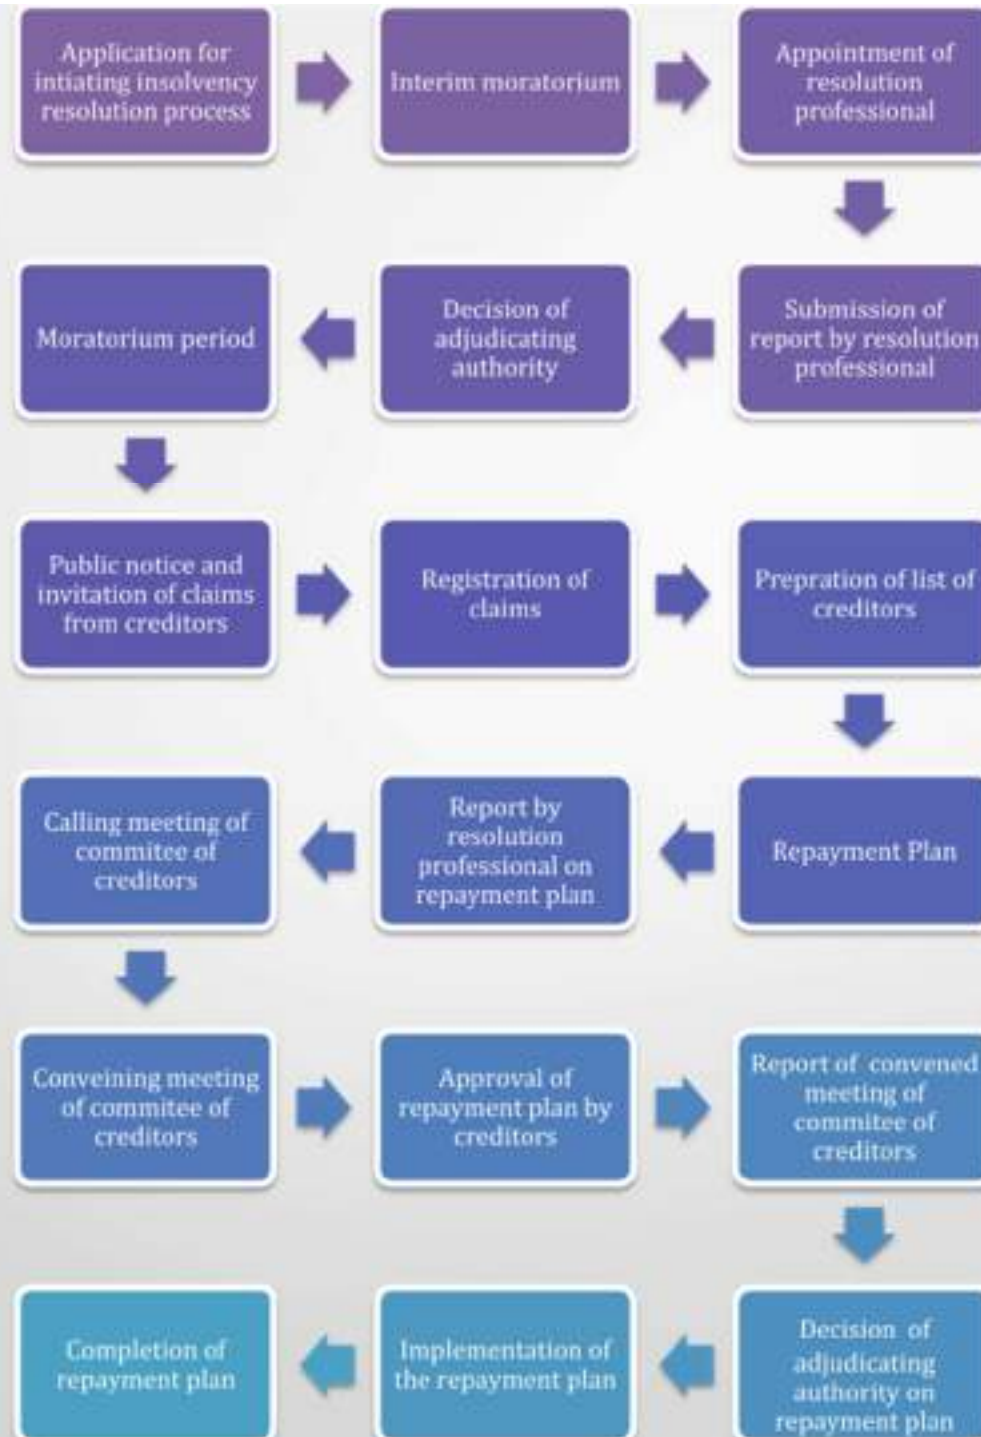 Application for
intiating insolvency
resolution process
Interim moratorium
Appointment of
resolution
professional
Submission of
report by resolution
professional
Decision of
adjudicating
authority
Moratorium period
Public notice and
invitation of claims
from creditors
Registration of
claims
Prepration of list of
creditors
Repayment Plan
Report by
resolution
professional on
repayment plan
Calling meeting of
commitee of
creditors
Conveining meeting
of commitee of
creditors
Approval of
repayment plan by
creditors
Report of convened
meeting of
commitee of
creditors
Decision of
adjudicating
authority on
repayment plan
Implementation of
the repayment plan
Completion of
repayment plan